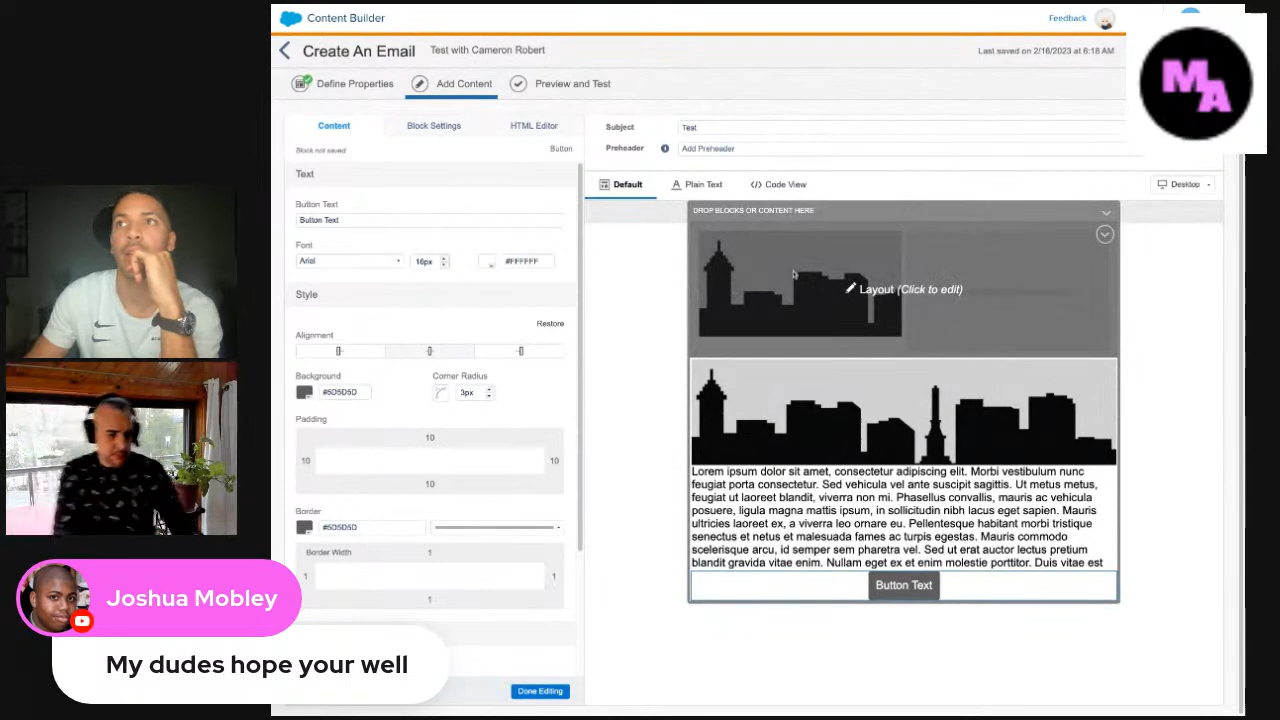 Content Builder
Feedback
Create An Email
Test with Cameron Robert
Last saved on 2/16/2023 at 6:18 AM
Define Properties
Add Content
Preview and Test
MA
Content
Block Settings
HTML Editor
Block not saved
Button
Text
Button Text
Button Text
Font
Arial
16px
#FFFFFF
Style
Restore
Alignment
Background
Corner Radius
#5D5D5D
3px
Padding
10
10
10
10
Border
#5D5D5D
Border Width
1
1
1
1
Done Editing
Subject
Test
Preheader
Add Preheader
Default
Plain Text
</> Code View
Desktop
DROP BLOCKS OR CONTENT HERE
Layout (Click to edit)
Lorem ipsum dolor sit amet, consectetur adipiscing elit. Morbi vestibulum nunc
feugiat porta consectetur. Sed vehicula vel ante suscipit sagittis. Ut metus metus,
feugiat ut laoreet blandit, viverra non mi. Phasellus convallis, mauris ac vehicula
posuere, ligula magna mattis ipsum, in sollicitudin nibh lacus eget sapien. Mauris
ultricies laoreet ex, a viverra leo ornare eu. Pellentesque habitant morbi tristique
senectus et netus et malesuada fames ac turpis egestas. Mauris commodo
scelerisque arcu, id semper sem pharetra vel. Sed ut erat auctor lectus pretium
blandit gravida vitae enim. Nullam eget ex et enim molestie porttitor. Duis vitae est
Button Text
Joshua Mobley
My dudes hope your well